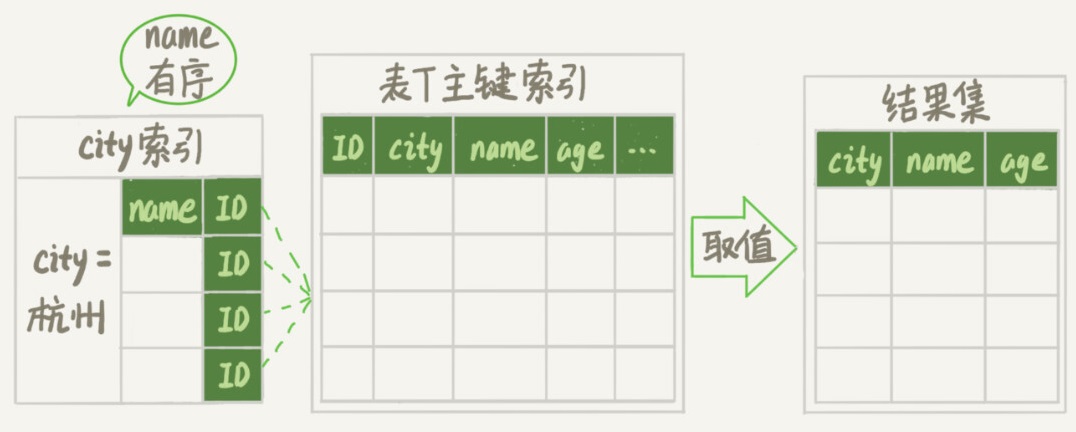 name
有序
city索引
name ID
city=
杭州
ID
ID
ID
表T主键索引
ID city name age ...
取值
结果集
city name age